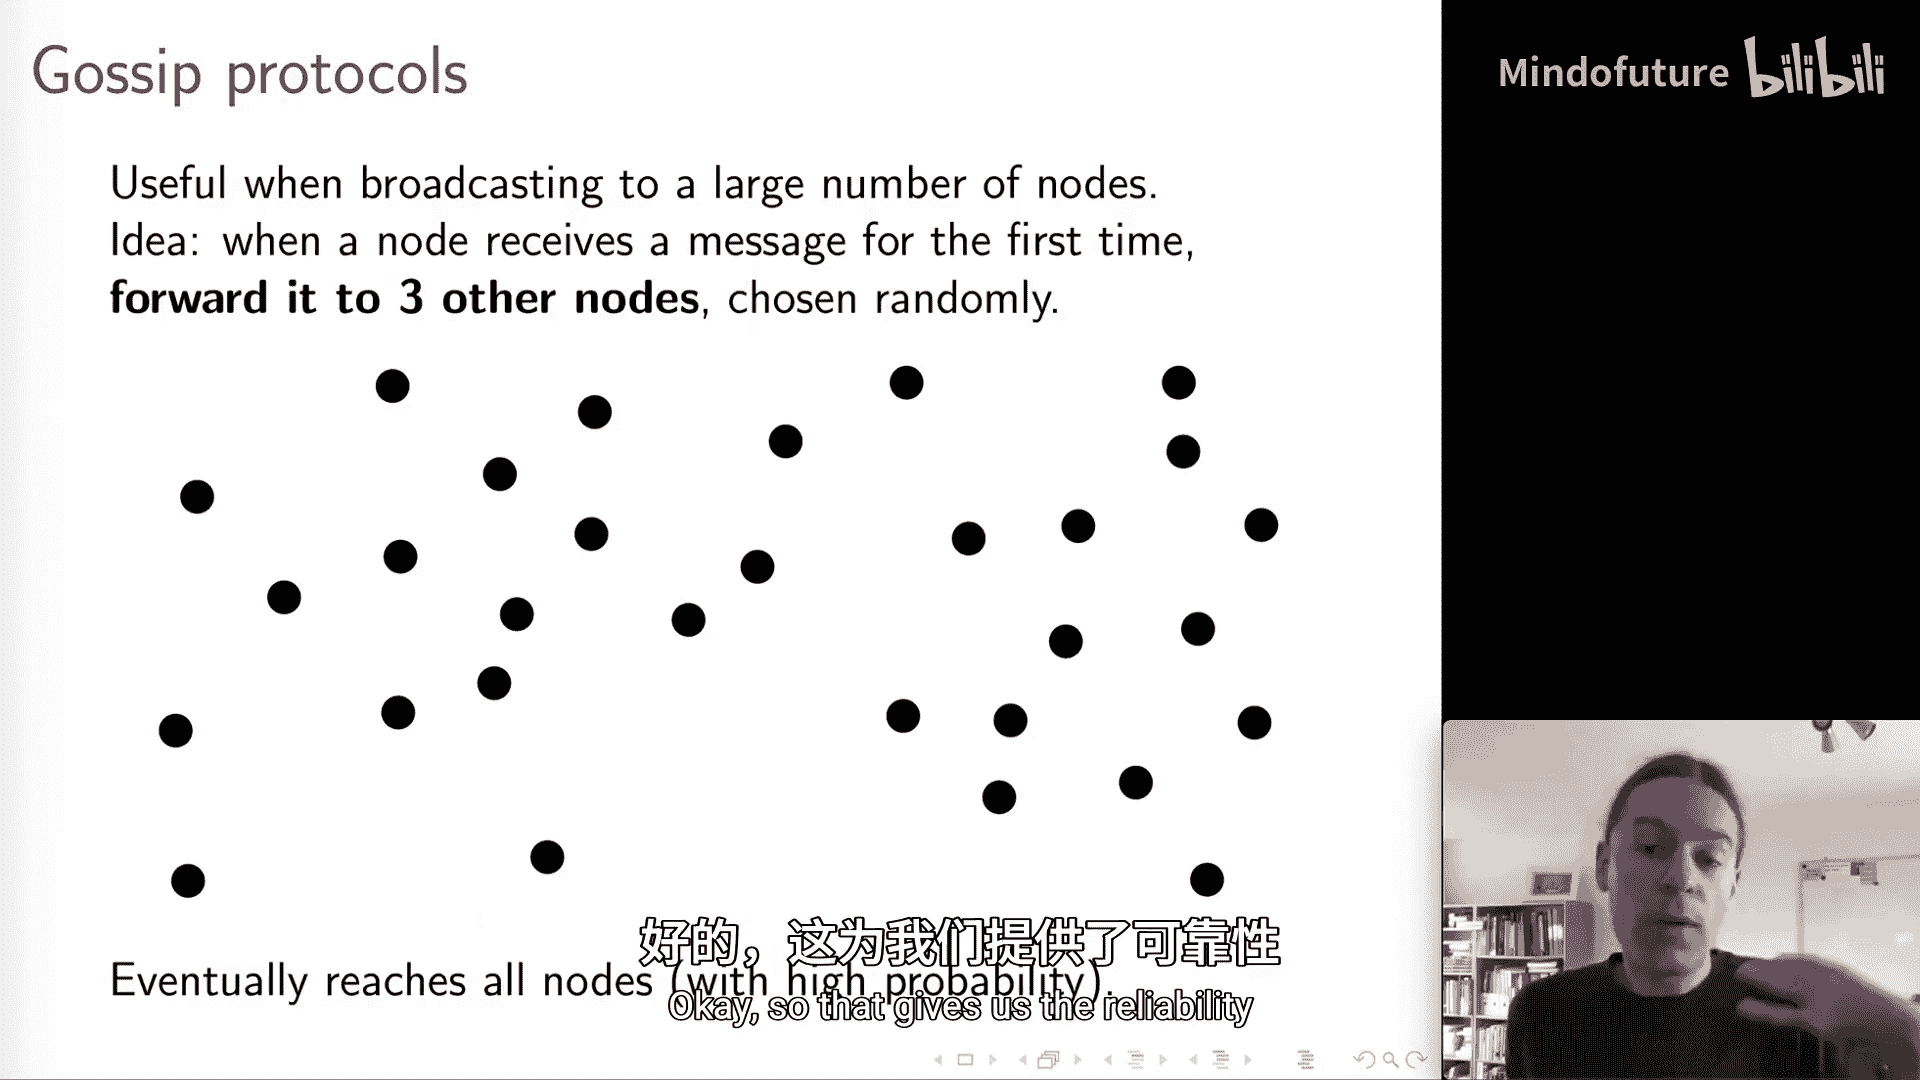 Gossip protocols
Mindofuture bilibili
Useful when broadcasting to a large number of nodes.
Idea: when a node receives a message for the first time,
forward it to 3 other nodes, chosen randomly.
好的，这为我们提供了可靠性
Eventually reaches all nodes (with high probability).
Okay, so that gives us the reliability